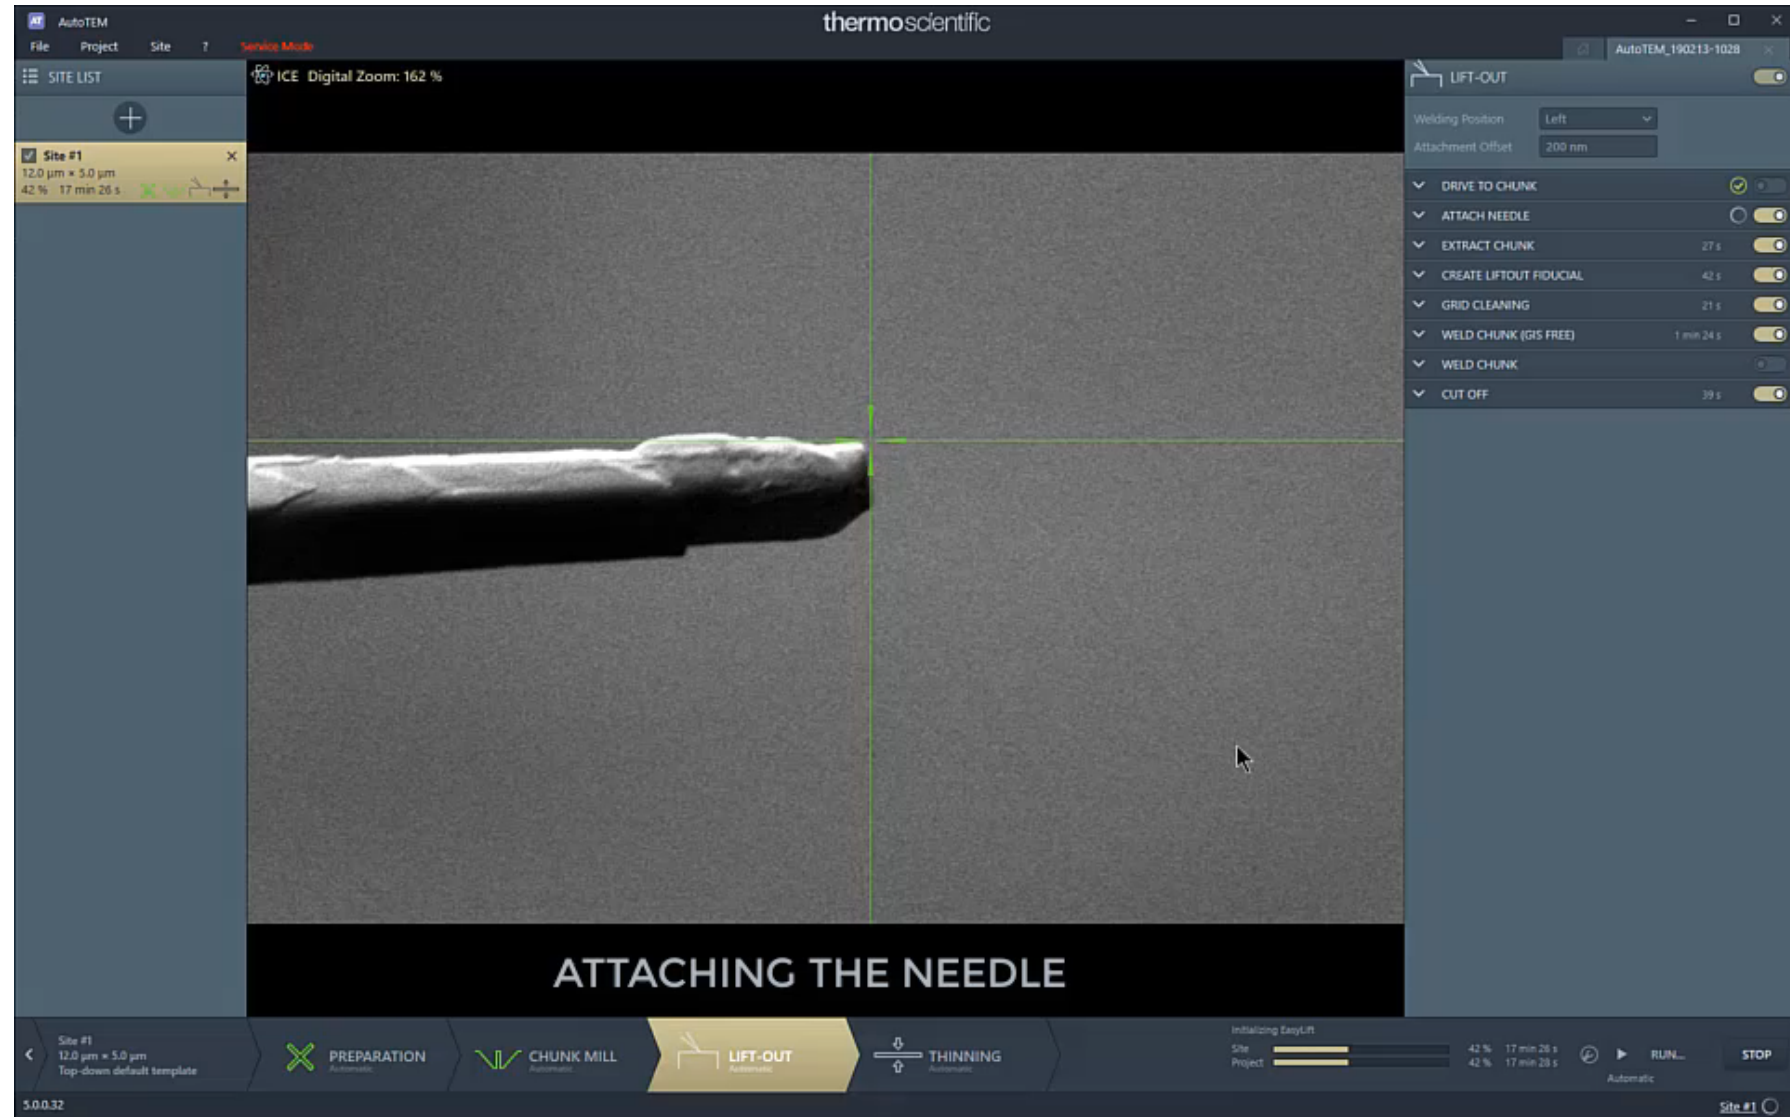 AT AutoTEM
thermoscientific
File Project Site ? Service Mode
AutoTEM_190213-1028
SITE LIST
Site #1
12.0 µm × 5.0 µm
42 % 17 min 26 s
ICE Digital Zoom: 162 %
ATTACHING THE NEEDLE
LIFT-OUT
Welding Position Left
Attachment Offset 200 nm
DRIVE TO CHUNK
ATTACH NEEDLE
EXTRACT CHUNK 27 s
CREATE LIFTOUT FIDUCIAL 42 s
GRID CLEANING 21 s
WELD CHUNK (GIS FREE) 1 min 24 s
WELD CHUNK
CUT OFF 39 s
Site #1
12.0 µm × 5.0 µm
Top-down default template
PREPARATION
Automatic
CHUNK MILL
Automatic
LIFT-OUT
Automatic
THINNING
Automatic
Initializing EasyLift
Site 42 % 17 min 26 s
Project 42 % 17 min 28 s
RUN...
Automatic
STOP
5.0.0.32
Site #1